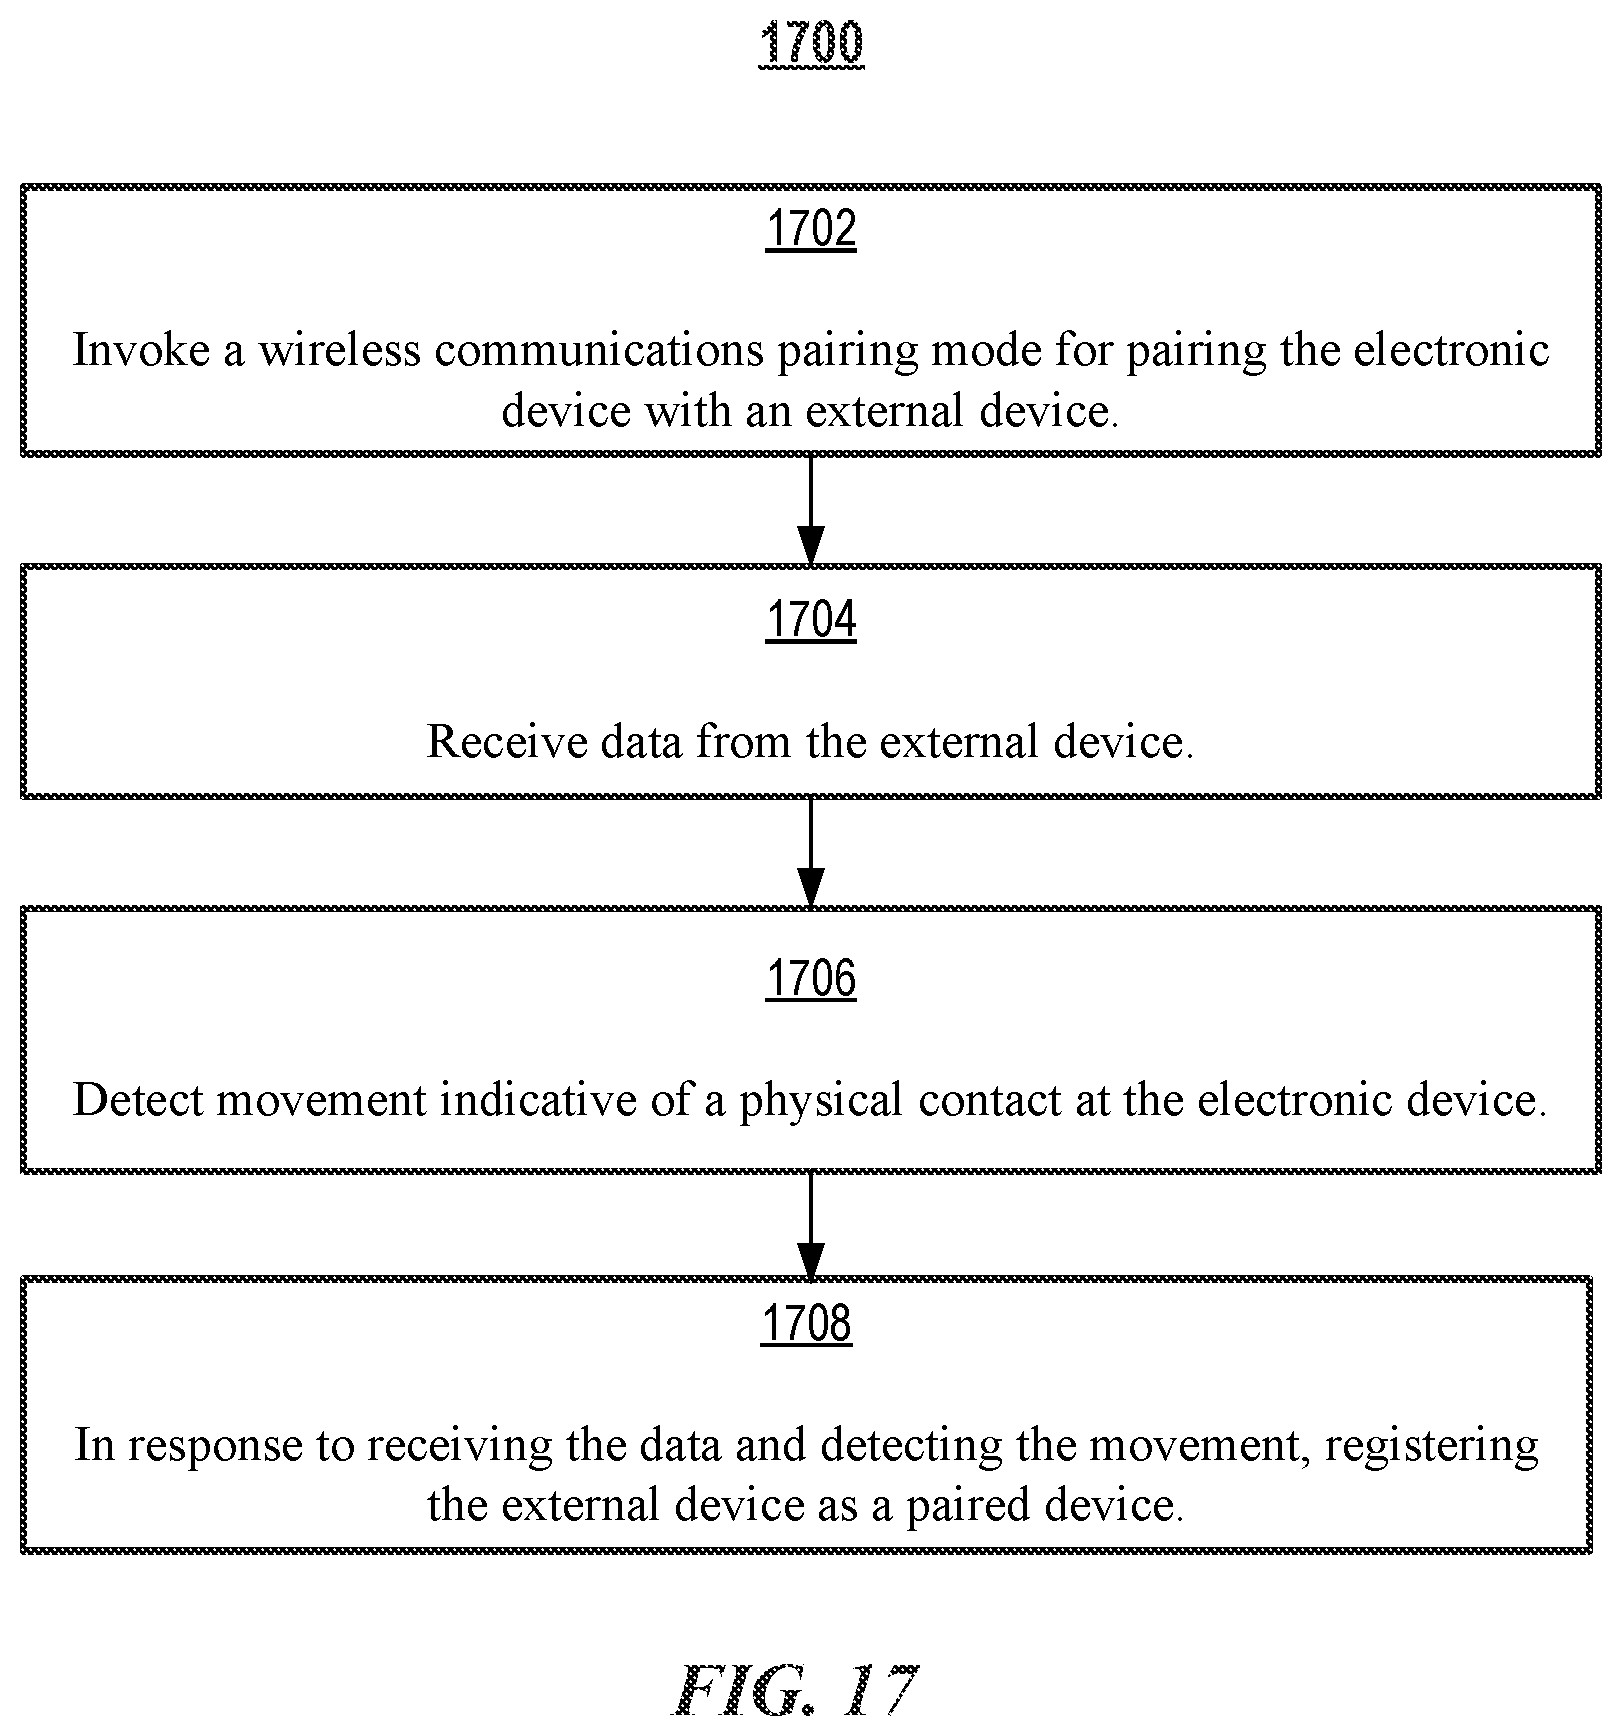 1700
1702
Invoke a wireless communications pairing mode for pairing the electronic
device with an external device.
1704
Receive data from the external device.
1706
Detect movement indicative of a physical contact at the electronic device.
1708
In response to receiving the data and detecting the movement, registering
the external device as a paired device.
FIG. 17